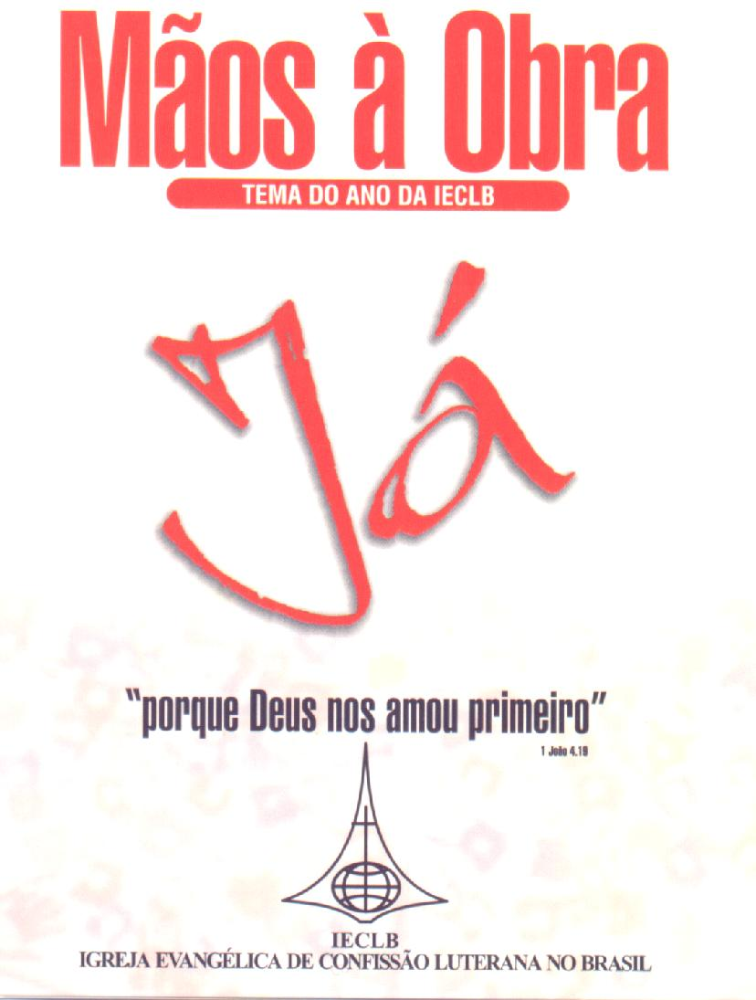 Mãos à Obra
TEMA DO ANO DA IECLB
Já
"porque Deus nos amou primeiro"
1 João 4.19
IECLB
IGREJA EVANGÉLICA DE CONFISSÃO LUTERANA NO BRASIL